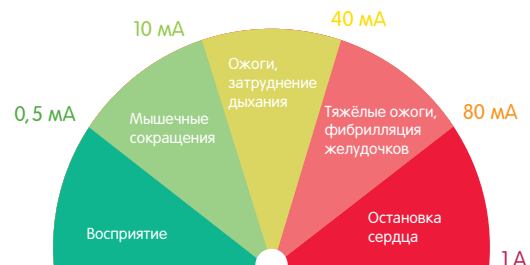 40 мА
10 мА
Ожоги,
затруднение
дыхания
0,5 мА
Мышечные
сокращения
Тяжёлые ожоги,
фибрилляция
желудочков
80 мА
Восприятие
Остановка
сердца
1 А